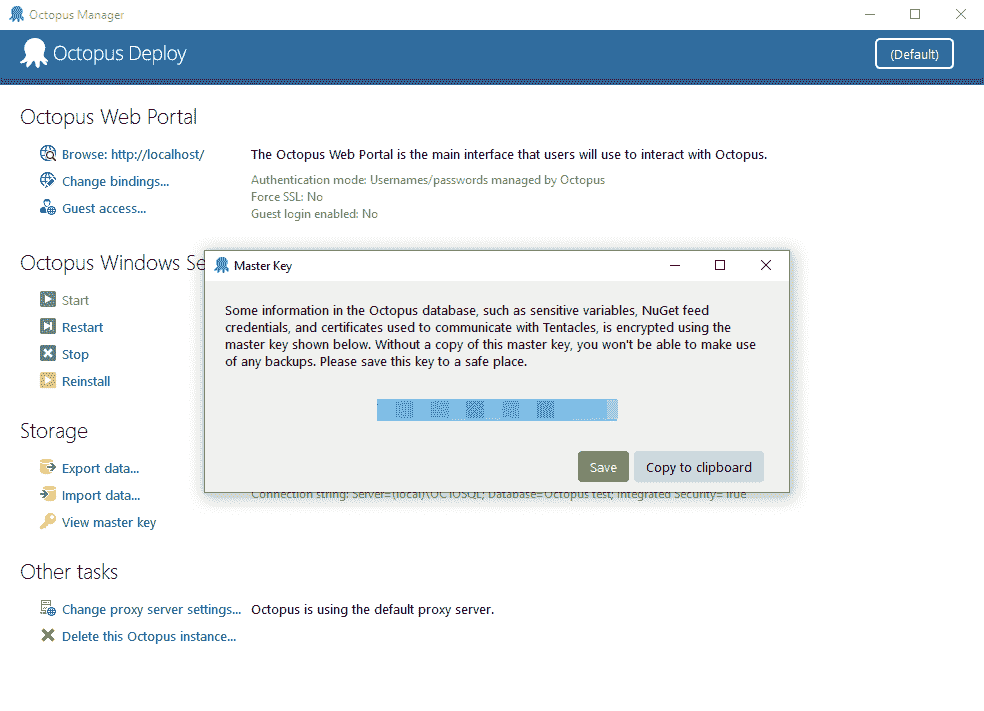 Octopus Manager
Octopus Deploy
(Default)
Octopus Web Portal
Browse: http://localhost/
The Octopus Web Portal is the main interface that users will use to interact with Octopus.
Change bindings...
Authentication mode: Usernames/passwords managed by Octopus
Force SSL: No
Guest access...
Guest login enabled: No
Octopus Windows Se
Start
Restart
Stop
Reinstall
Master Key
Some information in the Octopus database, such as sensitive variables, NuGet feed
credentials, and certificates used to communicate with Tentacles, is encrypted using the
master key shown below. Without a copy of this master key, you won't be able to make use
of any backups. Please save this key to a safe place.
Save
Copy to clipboard
Storage
Export data...
Import data...
Connection string: Server=(local)\OCTOSQL; Database=Octopus test; Integrated Security=True
View master key
Other tasks
Change proxy server settings...
Octopus is using the default proxy server.
Delete this Octopus instance...